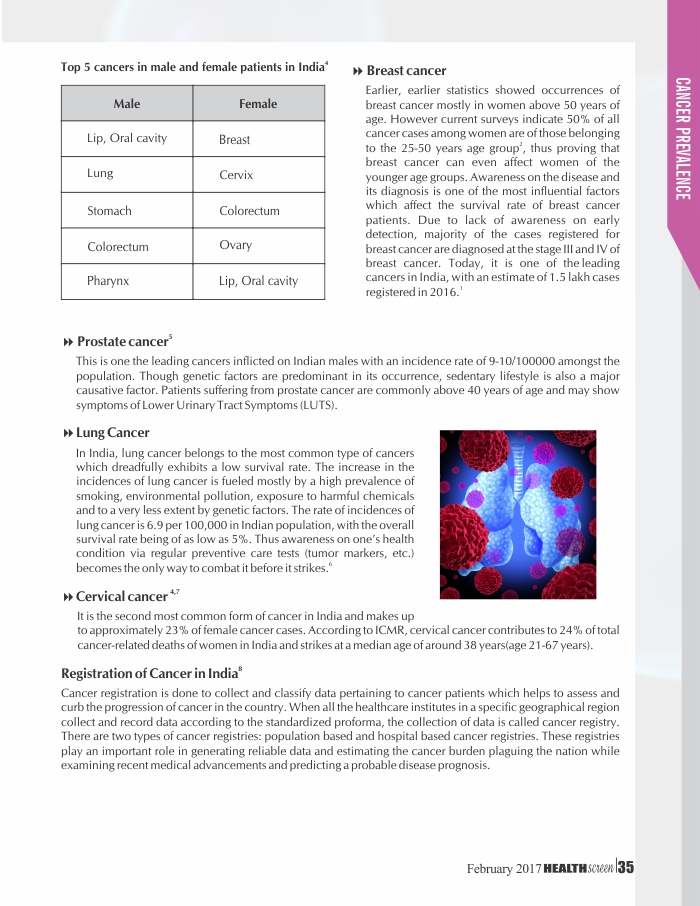 Top 5 cancers in male and female patients in India4
Male Female
Lip, Oral cavity Breast
Lung Cervix
Stomach Colorectum
Colorectum Ovary
Pharynx Lip, Oral cavity
Breast cancer
Earlier, earlier statistics showed occurrences of
breast cancer mostly in women above 50 years of
age. However current surveys indicate 50% of all
cancer cases among women are of those belonging
to the 25-50 years age group2, thus proving that
breast cancer can even affect women of the
younger age groups. Awareness on the disease and
its diagnosis is one of the most influential factors
which affect the survival rate of breast cancer
patients. Due to lack of awareness on early
detection, majority of the cases registered for
breast cancer are diagnosed at the stage III and IV of
breast cancer. Today, it is one of the leading
cancers in India, with an estimate of 1.5 lakh cases
registered in 2016.1
CANCER PREVALENCE
Prostate cancer5
This is one the leading cancers inflicted on Indian males with an incidence rate of 9-10/100000 amongst the
population. Though genetic factors are predominant in its occurrence, sedentary lifestyle is also a major
causative factor. Patients suffering from prostate cancer are commonly above 40 years of age and may show
symptoms of Lower Urinary Tract Symptoms (LUTS).
Lung Cancer
In India, lung cancer belongs to the most common type of cancers
which dreadfully exhibits a low survival rate. The increase in the
incidences of lung cancer is fueled mostly by a high prevalence of
smoking, environmental pollution, exposure to harmful chemicals
and to a very less extent by genetic factors. The rate of incidences of
lung cancer is 6.9 per 100,000 in Indian population, with the overall
survival rate being of as low as 5%. Thus awareness on one's health
condition via regular preventive care tests (tumor markers, etc.)
becomes the only way to combat it before it strikes.6
Cervical cancer 4,7
It is the second most common form of cancer in India and makes up
to approximately 23% of female cancer cases. According to ICMR, cervical cancer contributes to 24% of total
cancer-related deaths of women in India and strikes at a median age of around 38 years(age 21-67 years).
Registration of Cancer in India8
Cancer registration is done to collect and classify data pertaining to cancer patients which helps to assess and
curb the progression of cancer in the country. When all the healthcare institutes in a specific geographical region
collect and record data according to the standardized proforma, the collection of data is called cancer registry.
There are two types of cancer registries: population based and hospital based cancer registries. These registries
play an important role in generating reliable data and estimating the cancer burden plaguing the nation while
examining recent medical advancements and predicting a probable disease prognosis.
February 2017 HEALTHscreen 35